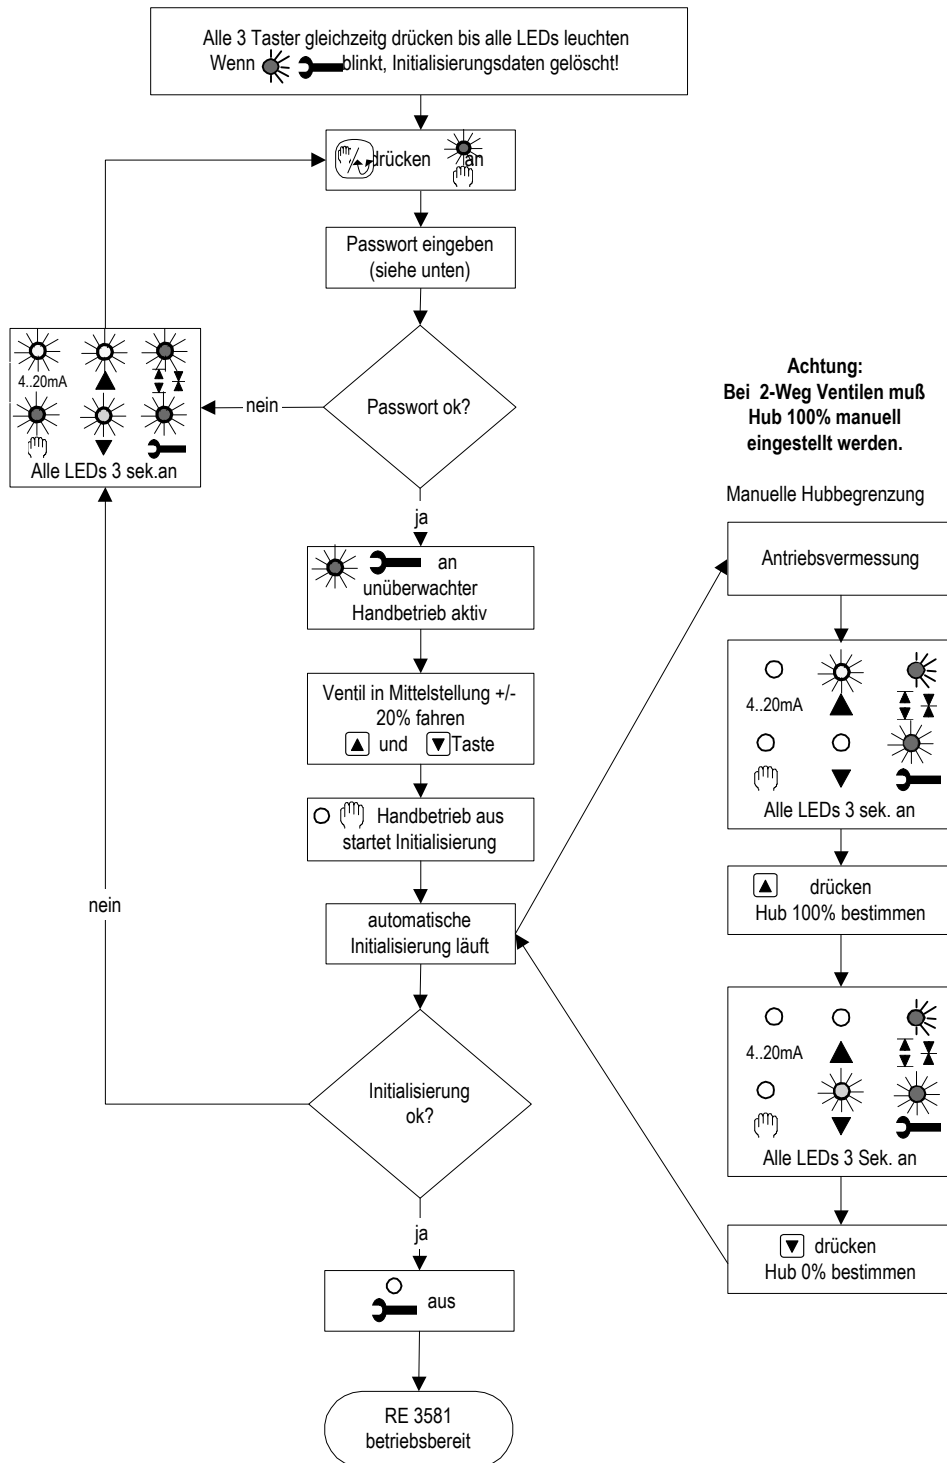 Alle 3 Taster gleichzeitg drücken bis alle LEDs leuchten
Wenn blinkt, Initialisierungsdaten gelöscht!
drücken an
Passwort eingeben
(siehe unten)
4..20mA
Alle LEDs 3 sek.an
nein
Passwort ok?
ja
an
unüberwachter
Handbetrieb aktiv
Ventil in Mittelstellung +/-
20% fahren
und Taste
Handbetrieb aus
startet Initialisierung
automatische
Initialisierung läuft
nein
Initialisierung
ok?
ja
aus
RE 3581
betriebsbereit
Achtung:
Bei 2-Weg Ventilen muß
Hub 100% manuell
eingestellt werden.
Manuelle Hubbegrenzung
Antriebsvermessung
4..20mA
Alle LEDs 3 sek. an
drücken
Hub 100% bestimmen
4..20mA
Alle LEDs 3 Sek. an
drücken
Hub 0% bestimmen